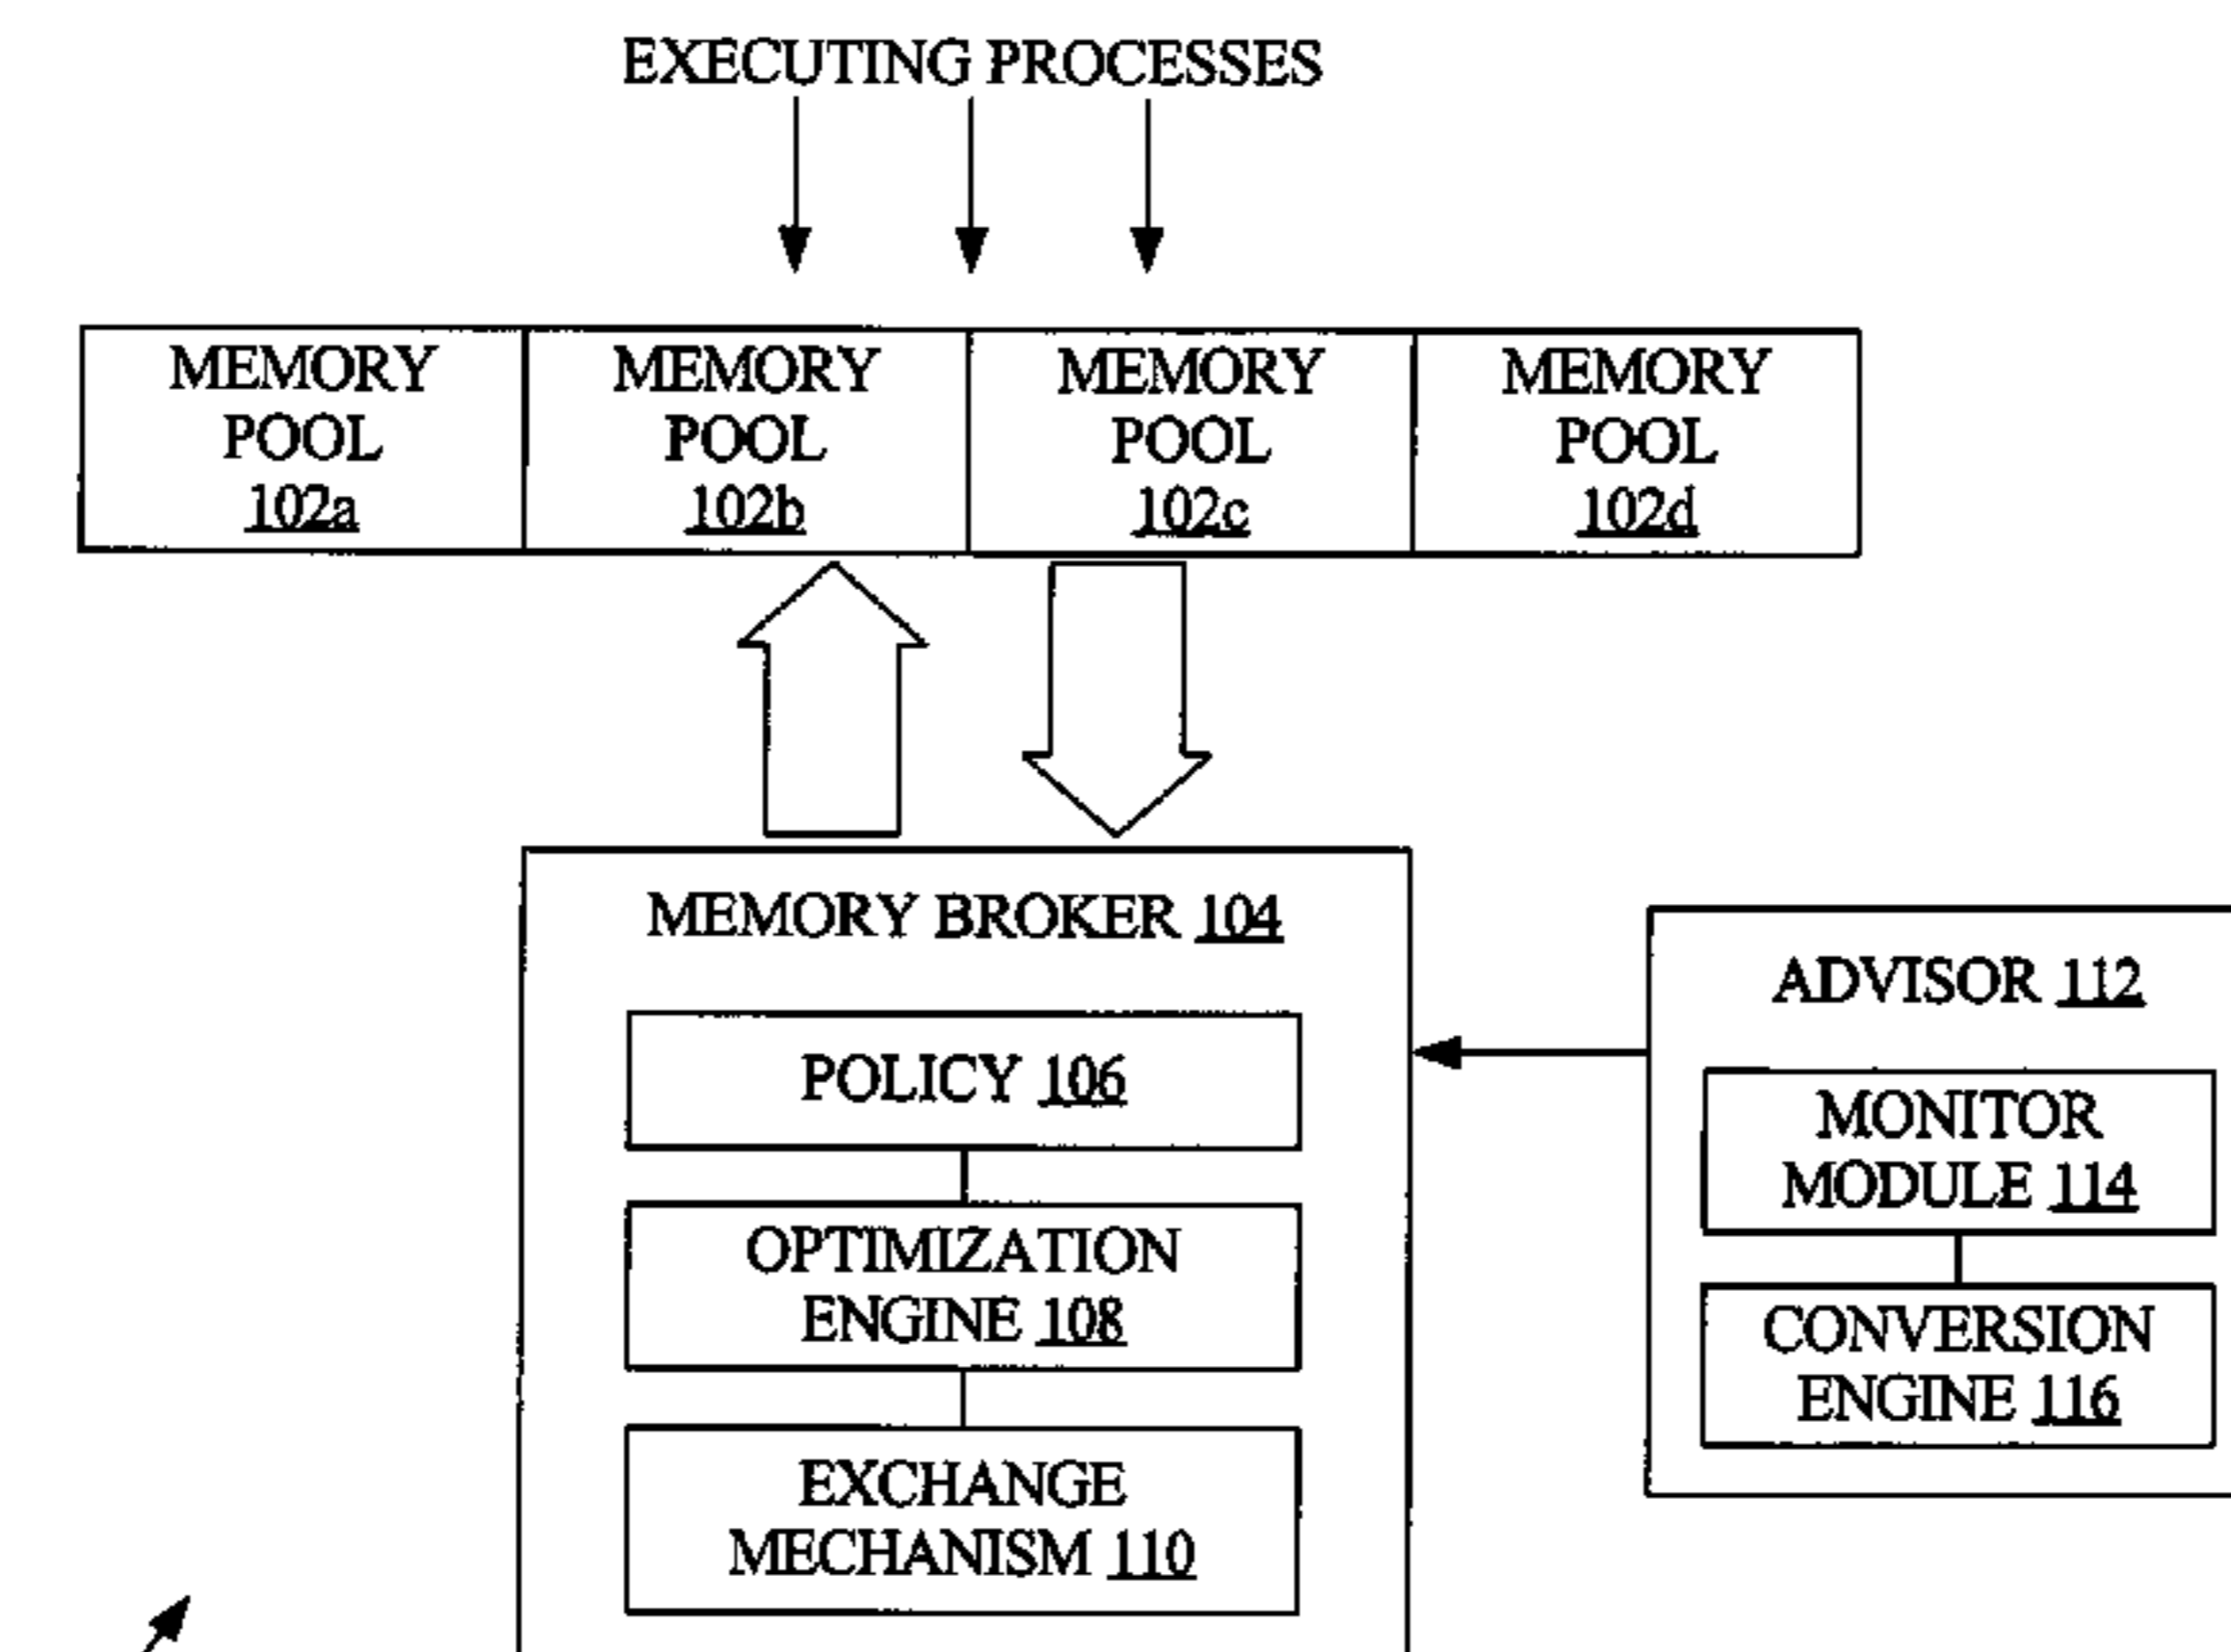 EXECUTING PROCESSES
MEMORY
POOL
102a
MEMORY
POOL
102b
MEMORY
POOL
102c
MEMORY
POOL
102d
MEMORY BROKER 104
POLICY 106
OPTIMIZATION
ENGINE 108
EXCHANGE
MECHANISM 110
ADVISOR 112
MONITOR
MODULE 114
CONVERSION
ENGINE 116